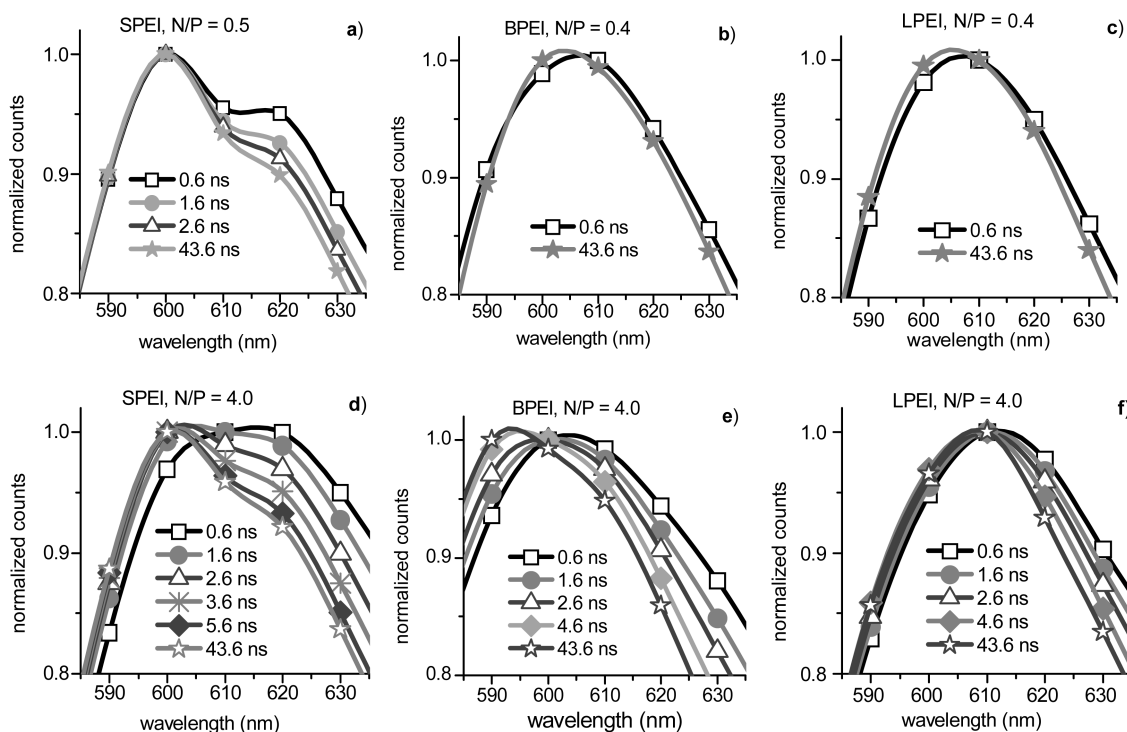 SPEI, N/P = 0.5
a)
1.0
0.9
0.8
normalized counts
0.6 ns
1.6 ns
2.6 ns
43.6 ns
590 600 610 620 630
wavelength (nm)
BPEI, N/P = 0.4
b)
1.0
0.9
0.8
normalized counts
0.6 ns
43.6 ns
590 600 610 620 630
wavelength (nm)
LPEI, N/P = 0.4
c)
1.0
0.9
0.8
normalized counts
0.6 ns
43.6 ns
590 600 610 620 630
wavelength (nm)
SPEI, N/P = 4.0
d)
1.0
0.9
0.8
normalized counts
0.6 ns
1.6 ns
2.6 ns
3.6 ns
5.6 ns
43.6 ns
590 600 610 620 630
wavelength (nm)
BPEI, N/P = 4.0
e)
1.0
0.9
0.8
normalized counts
0.6 ns
1.6 ns
2.6 ns
4.6 ns
43.6 ns
590 600 610 620 630
wavelength (nm)
LPEI, N/P = 4.0
f)
1.0
0.9
0.8
normalized counts
0.6 ns
1.6 ns
2.6 ns
4.6 ns
43.6 ns
590 600 610 620 630
wavelength (nm)